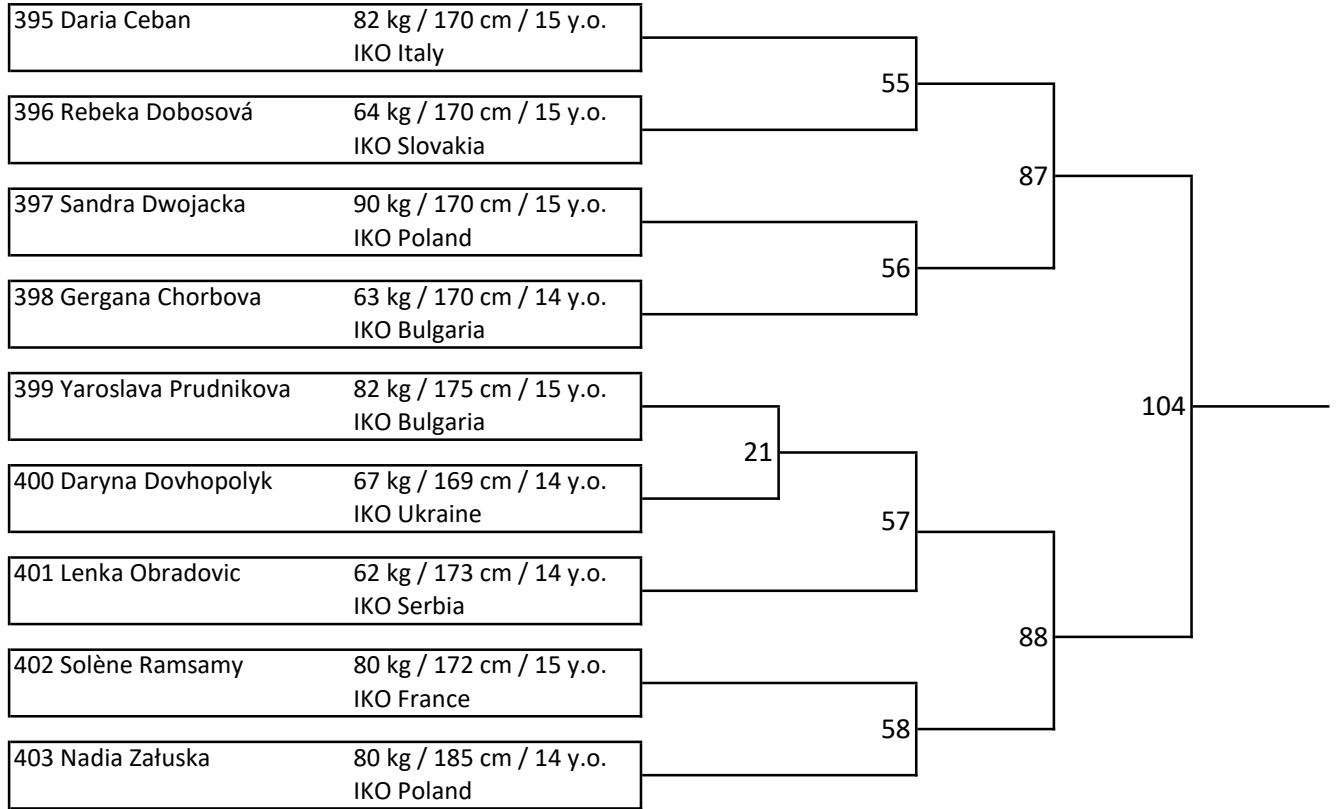 395 Daria Ceban 82 kg / 170 cm / 15 y.o.
IKO Italy
55
396 Rebeka Dobosová 64 kg / 170 cm / 15 y.o.
IKO Slovakia
87
397 Sandra Dwojacka 90 kg / 170 cm / 15 y.o.
IKO Poland
56
398 Gergana Chorbova 63 kg / 170 cm / 14 y.o.
IKO Bulgaria
399 Yaroslava Prudnikova 82 kg / 175 cm / 15 y.o.
IKO Bulgaria
104
21
400 Daryna Dovhopolyk 67 kg / 169 cm / 14 y.o.
IKO Ukraine
57
401 Lenka Obradovic 62 kg / 173 cm / 14 y.o.
IKO Serbia
88
402 Solène Ramsamy 80 kg / 172 cm / 15 y.o.
IKO France
58
403 Nadia Załuska 80 kg / 185 cm / 14 y.o.
IKO Poland